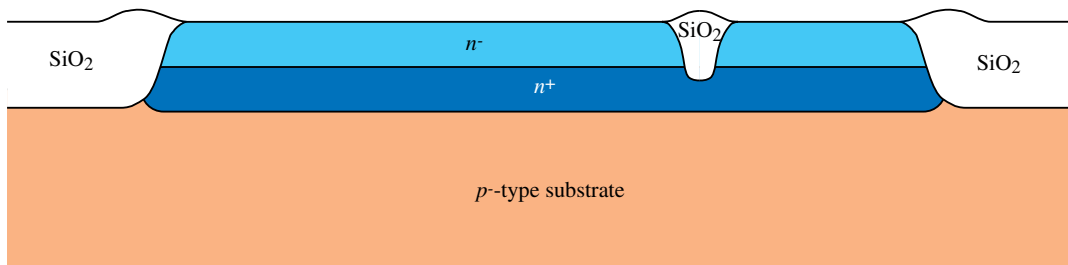 SiO₂
n-
SiO₂
SiO₂
n+
p--type substrate